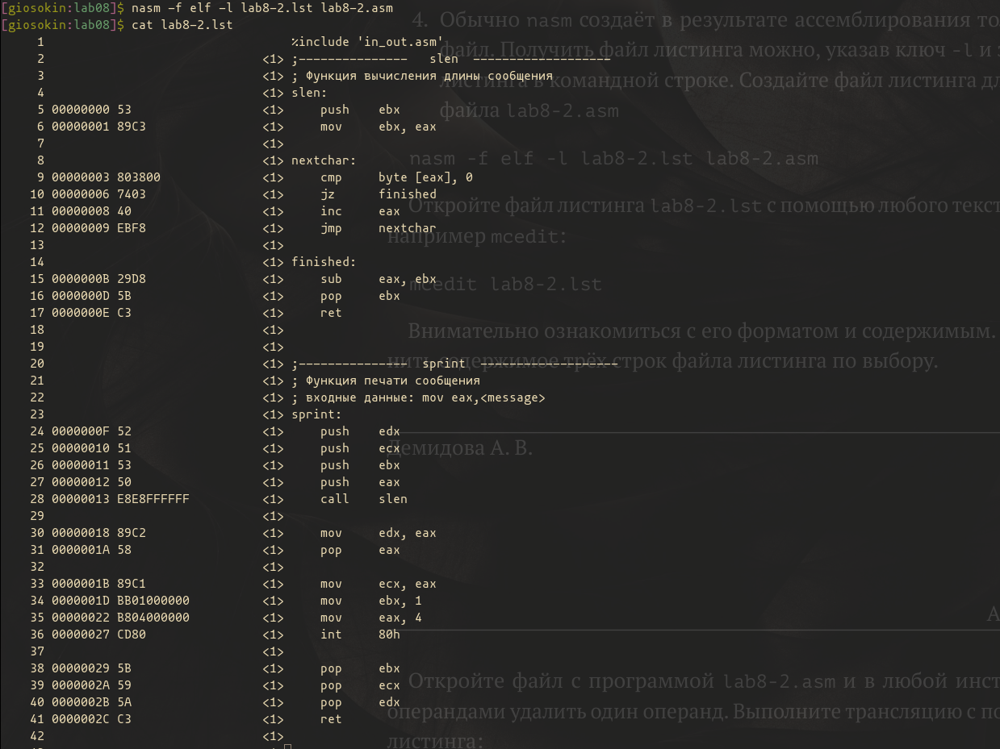 [giosokin:lab08]$ nasm -f elf -l lab8-2.lst lab8-2.asm
[giosokin:lab08]$ cat lab8-2.lst
1 %include 'in_out.asm'
2 <1> ;--------------- slen -------------------
3 <1> ; Функция вычисления длины сообщения
4 <1> slen:
5 00000000 53 <1> push ebx
6 00000001 89C3 <1> mov ebx, eax
7 <1>
8 <1> nextchar:
9 00000003 803800 <1> cmp byte [eax], 0
10 00000006 7403 <1> jz finished
11 00000008 40 <1> inc eax
12 00000009 EBF8 <1> jmp nextchar
13 <1>
14 <1> finished:
15 0000000B 29D8 <1> sub eax, ebx
16 0000000D 5B <1> pop ebx
17 0000000E C3 <1> ret
18 <1>
19 <1>
20 <1> ;--------------- sprint -------------------
21 <1> ; Функция печати сообщения
22 <1> ; входные данные: mov eax,<message>
23 <1> sprint:
24 0000000F 52 <1> push edx
25 00000010 51 <1> push ecx
26 00000011 53 <1> push ebx
27 00000012 50 <1> push eax
28 00000013 E8E8FFFFFF <1> call slen
29 <1>
30 00000018 89C2 <1> mov edx, eax
31 0000001A 58 <1> pop eax
32 <1>
33 0000001B 89C1 <1> mov ecx, eax
34 0000001D BB01000000 <1> mov ebx, 1
35 00000022 B804000000 <1> mov eax, 4
36 00000027 CD80 <1> int 80h
37 <1>
38 00000029 5B <1> pop ebx
39 0000002A 59 <1> pop ecx
40 0000002B 5A <1> pop edx
41 0000002C C3 <1> ret
42 <1>
4. Обычно nasm создаёт в результате ассемблирования
файл. Получить файл листинга можно, указав ключ -l и
листинга в командной строке. Создайте файл листинга
файла lab8-2.asm
nasm -f elf -l lab8-2.lst lab8-2.asm
Откройте файл листинга lab8-2.lst с помощью любого
например mcedit:
mcedit lab8-2.lst
Внимательно ознакомиться с его форматом и содержимым.
нить содержимое трёх строк файла листинга по выбору.
Демидова А. В.
Откройте файл с программой lab8-2.asm и в любой
операндами удалить один операнд. Выполните трансляцию с
листинга: